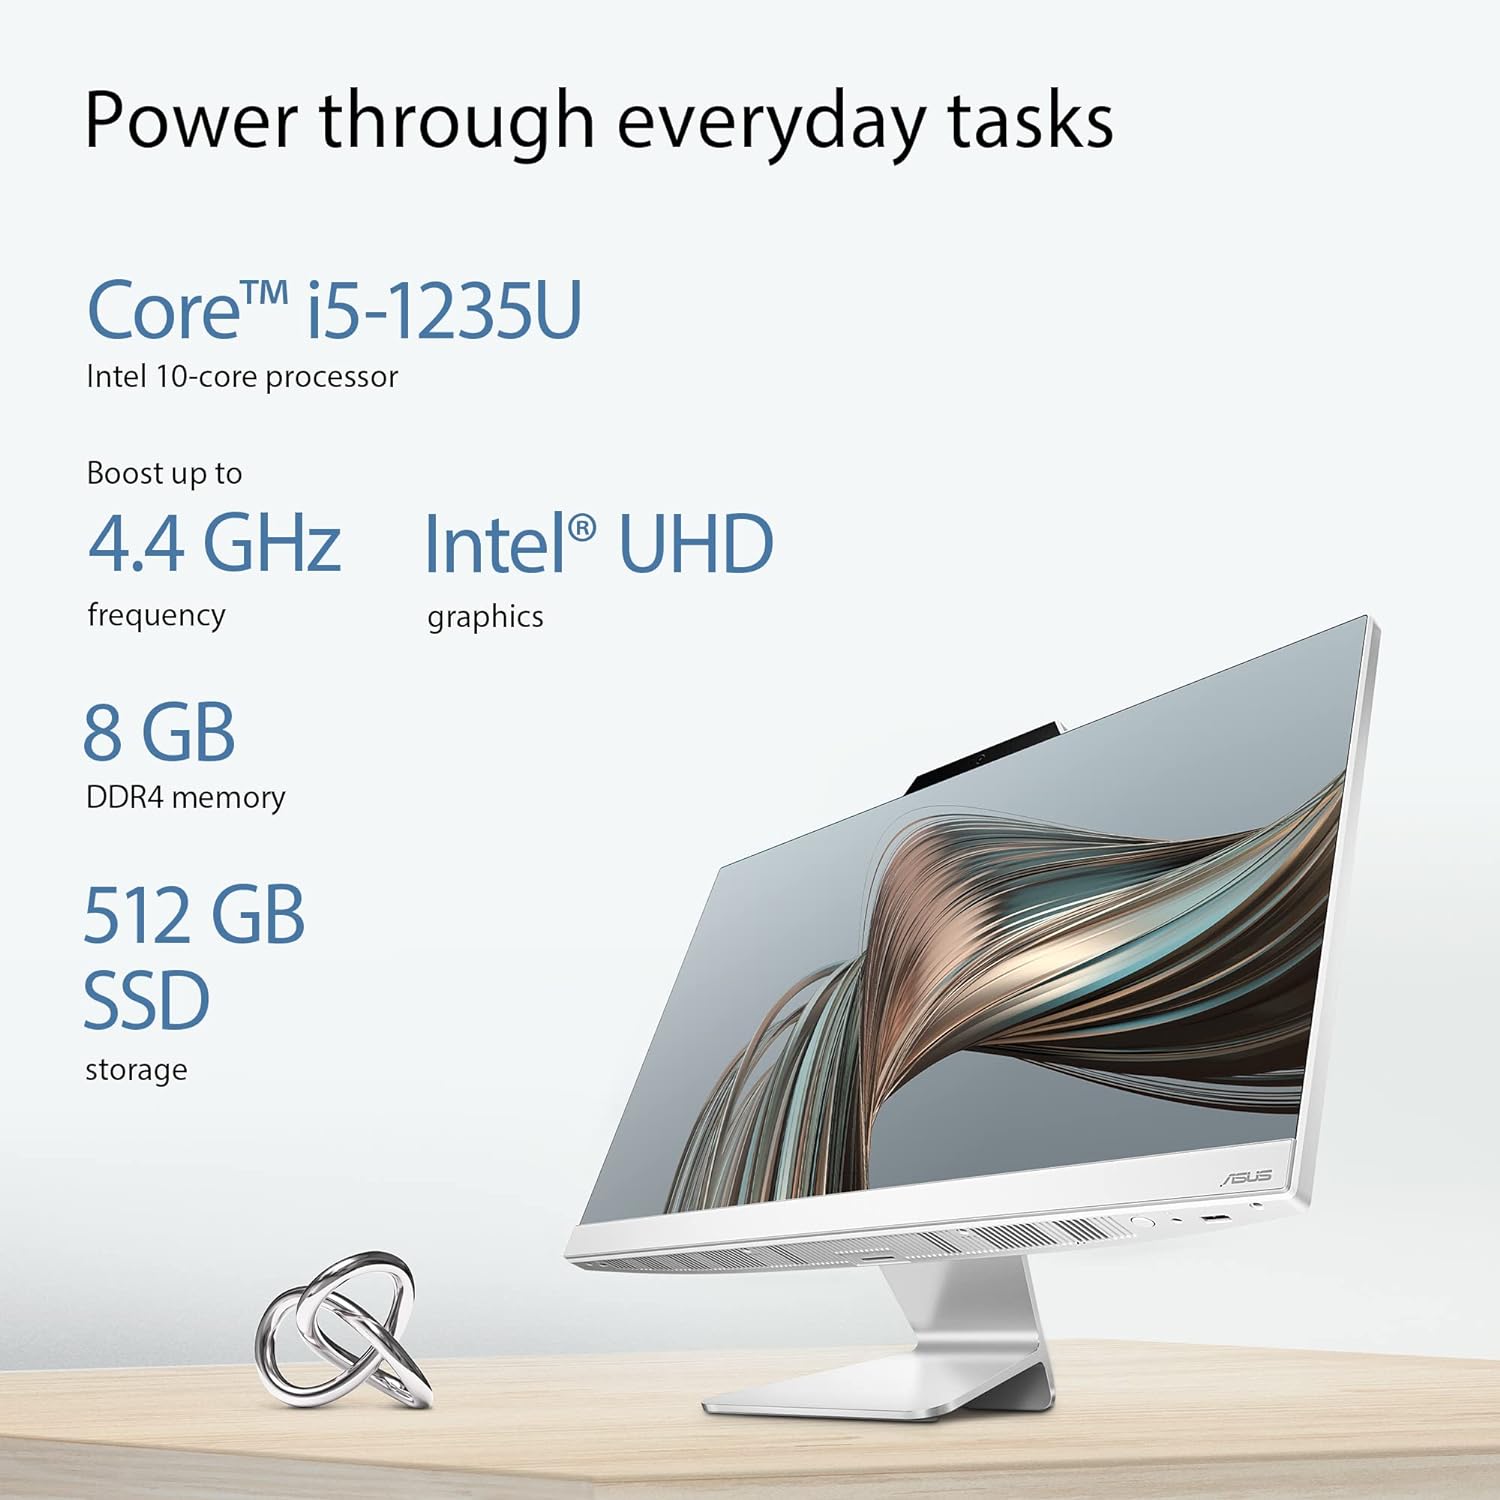 Power through everyday tasks
Core™ i5-1235U
Intel 10-core processor
Boost up to
4.4 GHz
frequency
Intel® UHD
graphics
8 GB
DDR4 memory
512 GB
SSD
storage
ASUS